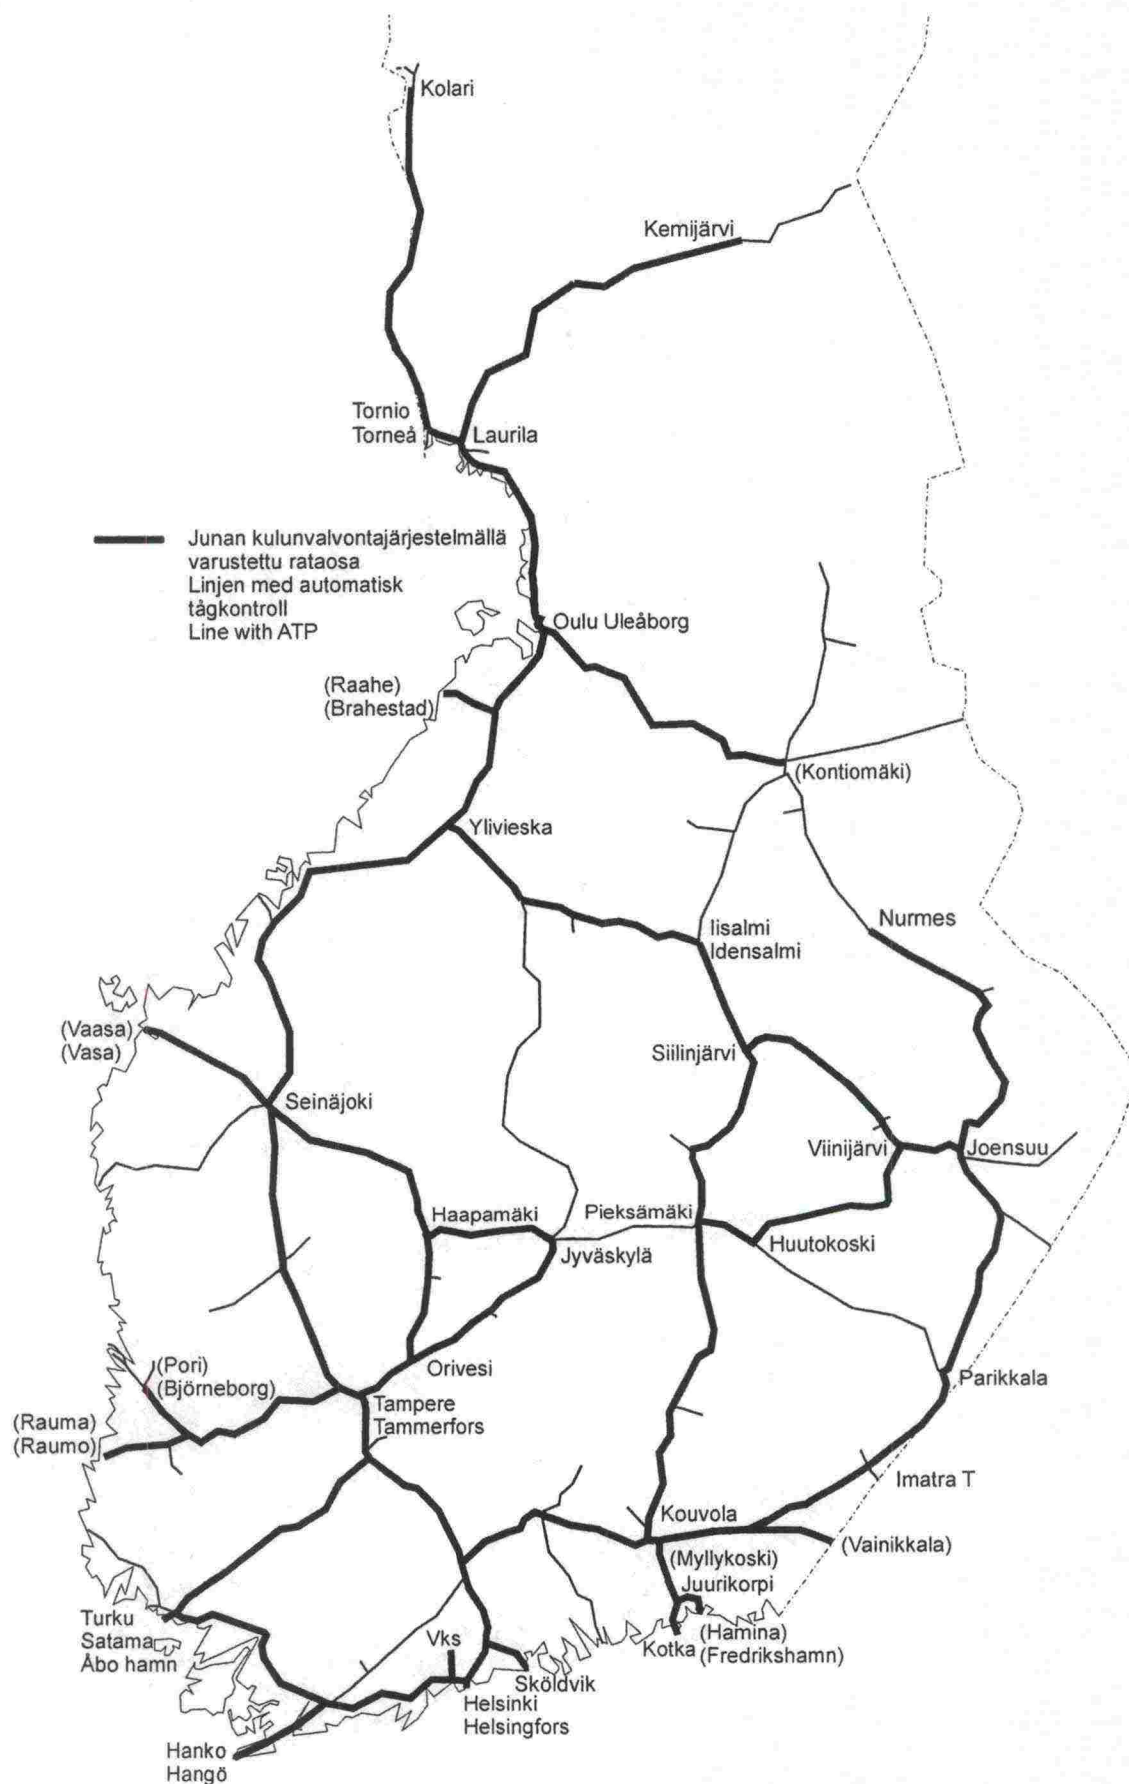 Kolari
Kemijärvi
Tornio
Torneå
Laurila
Junan kulunvalvontajärjestelmällä
varustettu rataosa
Linjen med automatisk
tågkontroll
Line with ATP
Oulu Uleåborg
(Raahe)
(Brahestad)
(Kontiomäki)
Ylivieska
Nurmes
Iisalmi
Idensalmi
(Vaasa)
(Vasa)
Siilinjärvi
Seinäjoki
Viinijärvi
Joensuu
Haapamäki
Pieksämäki
Jyväskylä
Huutokoski
(Pori)
(Björneborg)
Orivesi
Parikkala
Tampere
Tammerfors
(Rauma)
(Raumo)
Imatra T
Kouvola
(Vainikkala)
(Myllykoski)
Juurikorpi
Turku
Satama
Åbo hamn
Vks
Kotka
(Hamina)
(Fredrikshamn)
Sköldvik
Helsinki
Helsingfors
Hanko
Hangö